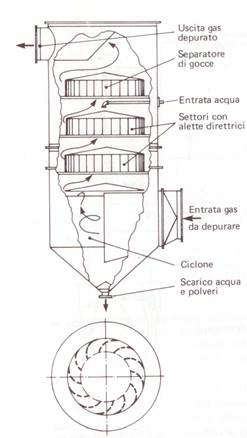 Uscita gas
depurato
Separatore
di gocce
Entrata acqua
Settori con
alette direttrici
Entrata gas
da depurare
Ciclone
Scarico acqua
e polveri